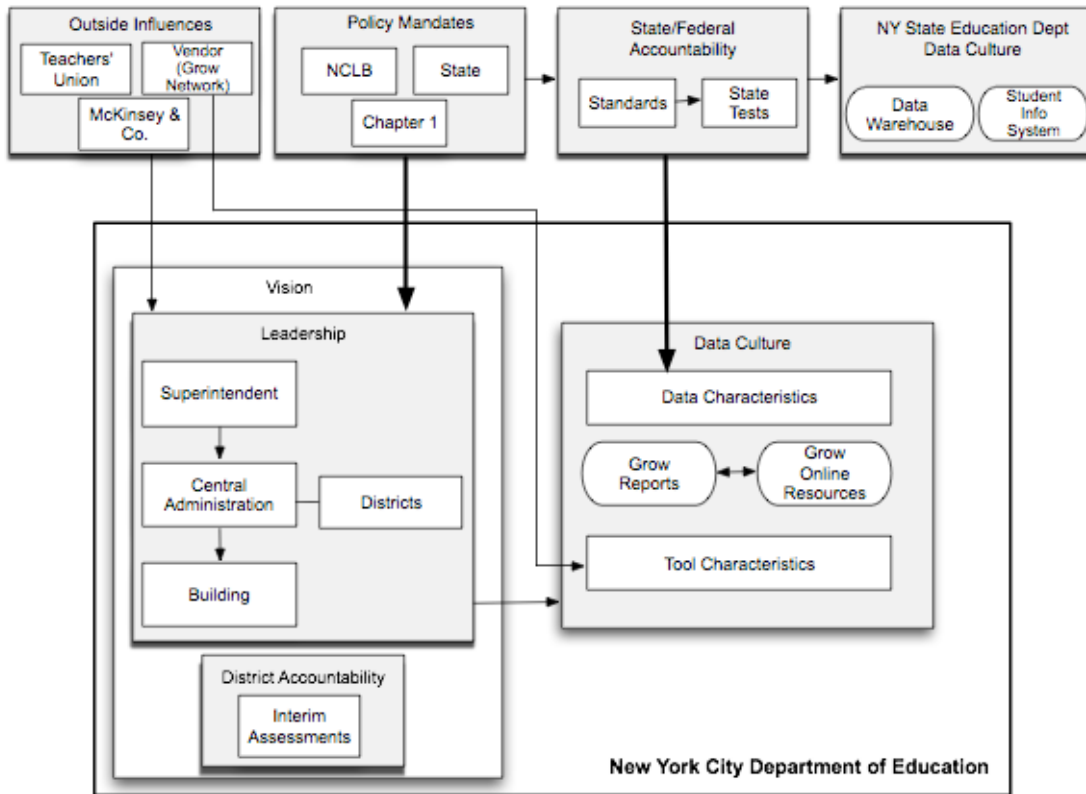 Outside Influences
Teachers'
Union
Vendor
(Grow
Network)
McKinsey &
Co.
Policy Mandates
NCLB
State
Chapter 1
State/Federal
Accountability
Standards
State
Tests
NY State Education Dept
Data Culture
Data
Warehouse
Student
Info
System
Vision
Leadership
Superintendent
Central
Administration
Districts
Building
District Accountability
Interim
Assessments
Data Culture
Data Characteristics
Grow
Reports
Grow
Online
Resources
Tool Characteristics
New York City Department of Education